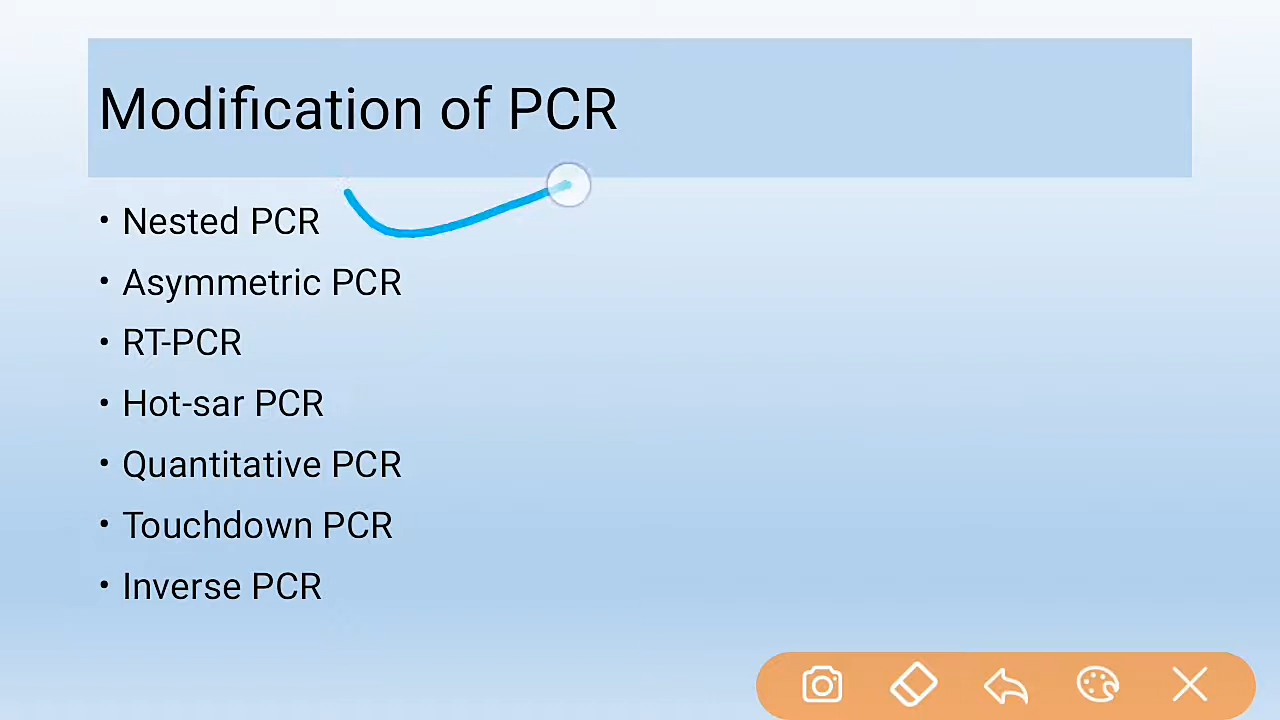 Modification of PCR
• Nested PCR
• Asymmetric PCR
• RT-PCR
• Hot-sar PCR
• Quantitative PCR
• Touchdown PCR
• Inverse PCR